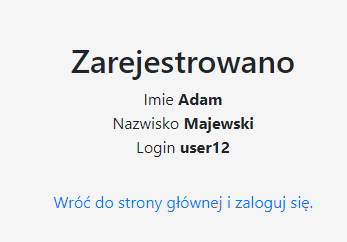 Zarejestrowano
Imie Adam
Nazwisko Majewski
Login user12
Wróć do strony głównej i zaloguj się.